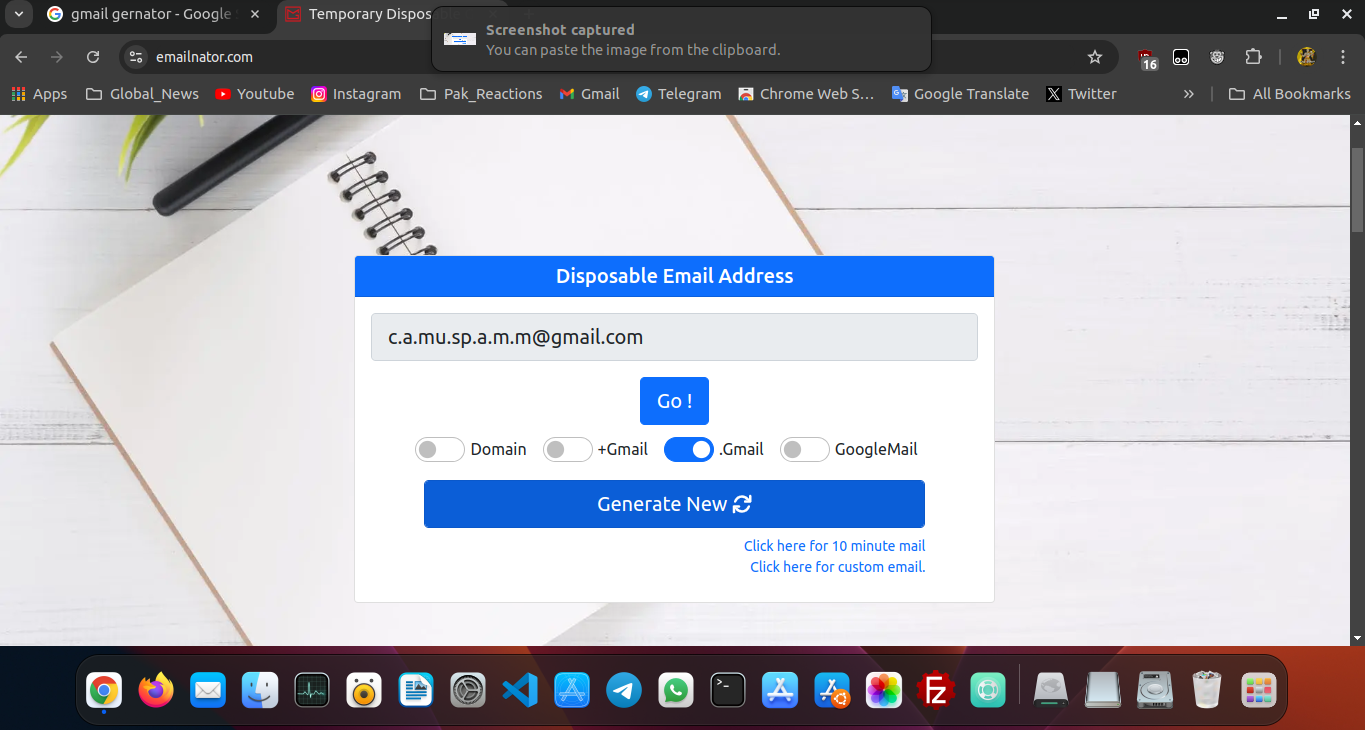 gmail gernator - Google
Temporary Dispos
Screenshot captured
You can paste the image from the clipboard.
emailnator.com
16
Apps
Global_News
Youtube
Instagram
Pak_Reactions
Gmail
Telegram
Chrome Web S...
Google Translate
Twitter
All Bookmarks
Disposable Email Address
c.a.mu.sp.a.m.m@gmail.com
Go !
Domain
+Gmail
.Gmail
GoogleMail
Generate New
Click here for 10 minute mail
Click here for custom email.